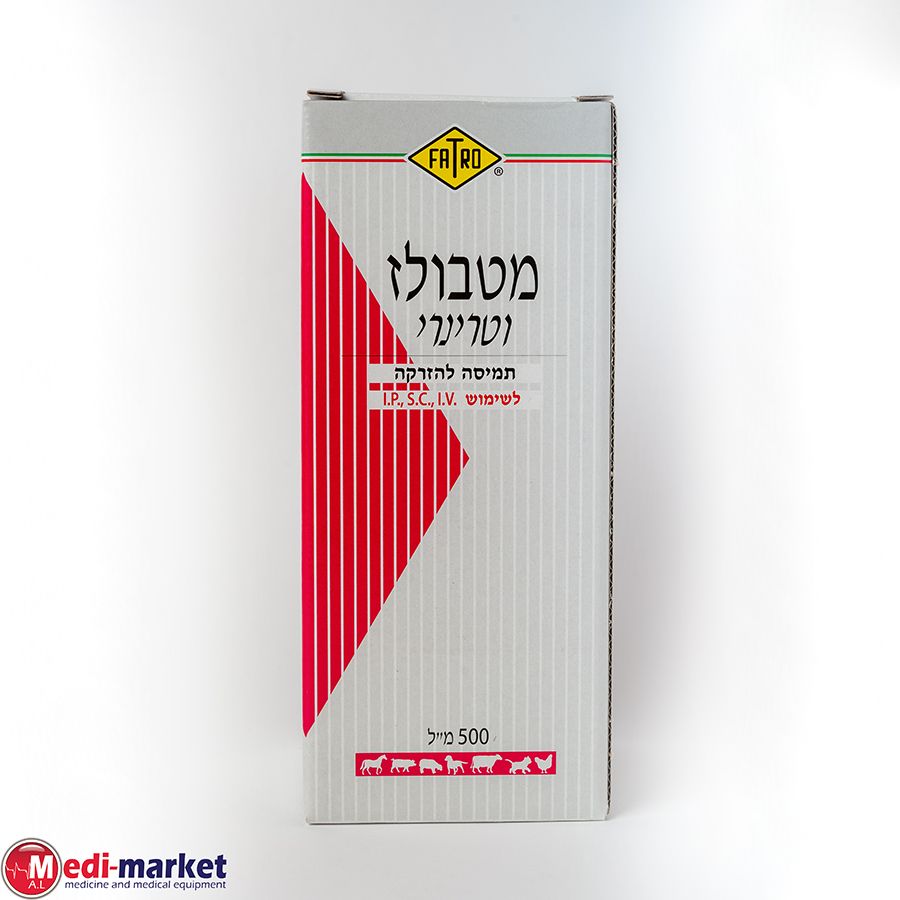 FATRO ®
מטבולז
וטרינרי
תמיסה להזרקה
לשימוש I.P., S.C., I.V.
500 מ״ל
Medi-market
A.L
medicine and medical equipment